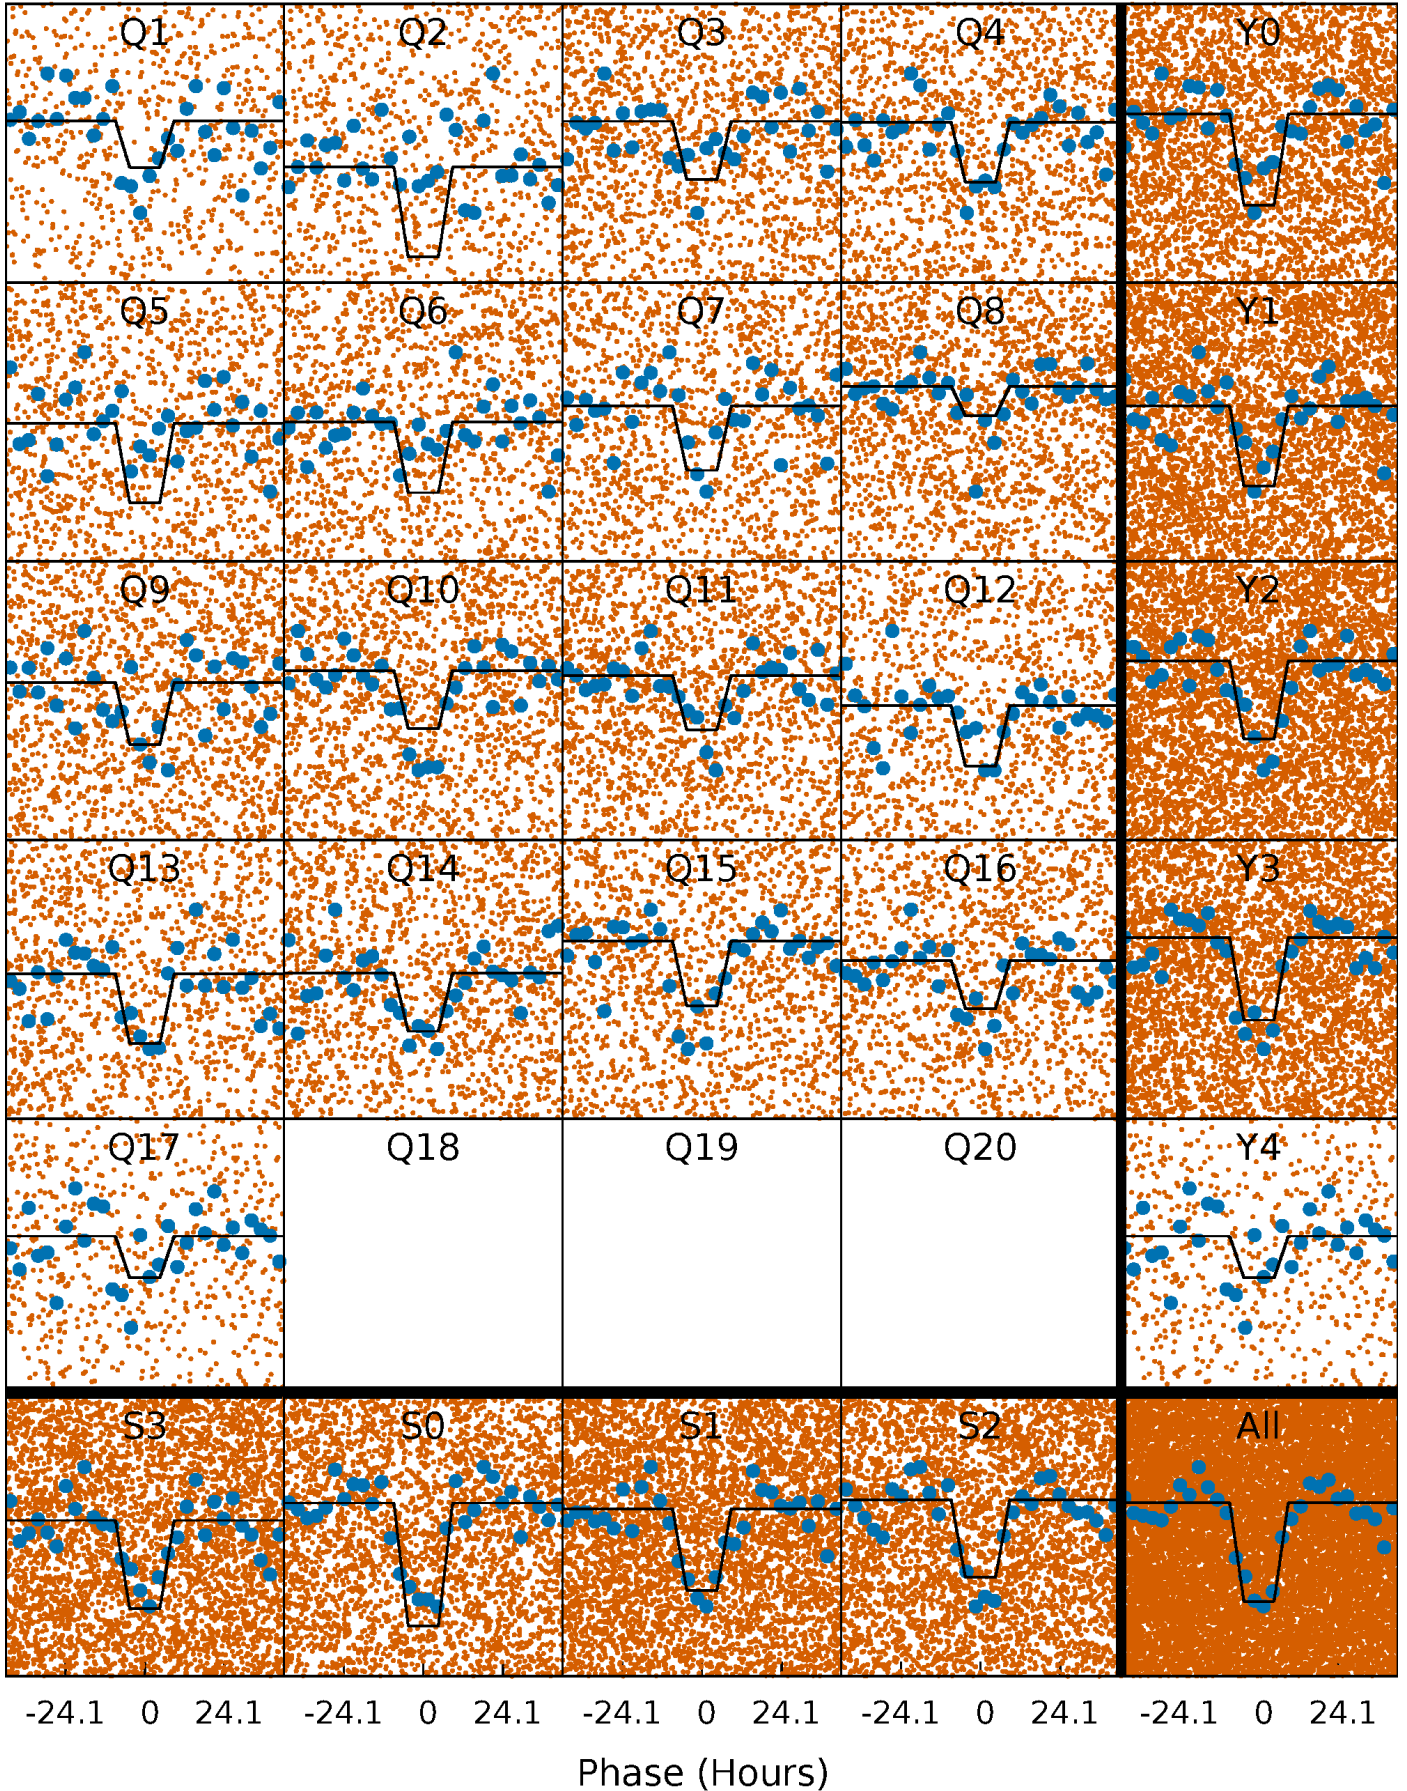 Q1 Q2 Q3 Q4 Y0
Q5 Q6 Q7 Q8 Y1
Q9 Q10 Q11 Q12 Y2
Q13 Q14 Q15 Q16 Y3
Q17 Q18 Q19 Q20 Y4
S3 S0 S1 S2 All
-24.1 0 24.1 -24.1 0 24.1 -24.1 0 24.1 -24.1 0 24.1 -24.1 0 24.1
Phase (Hours)